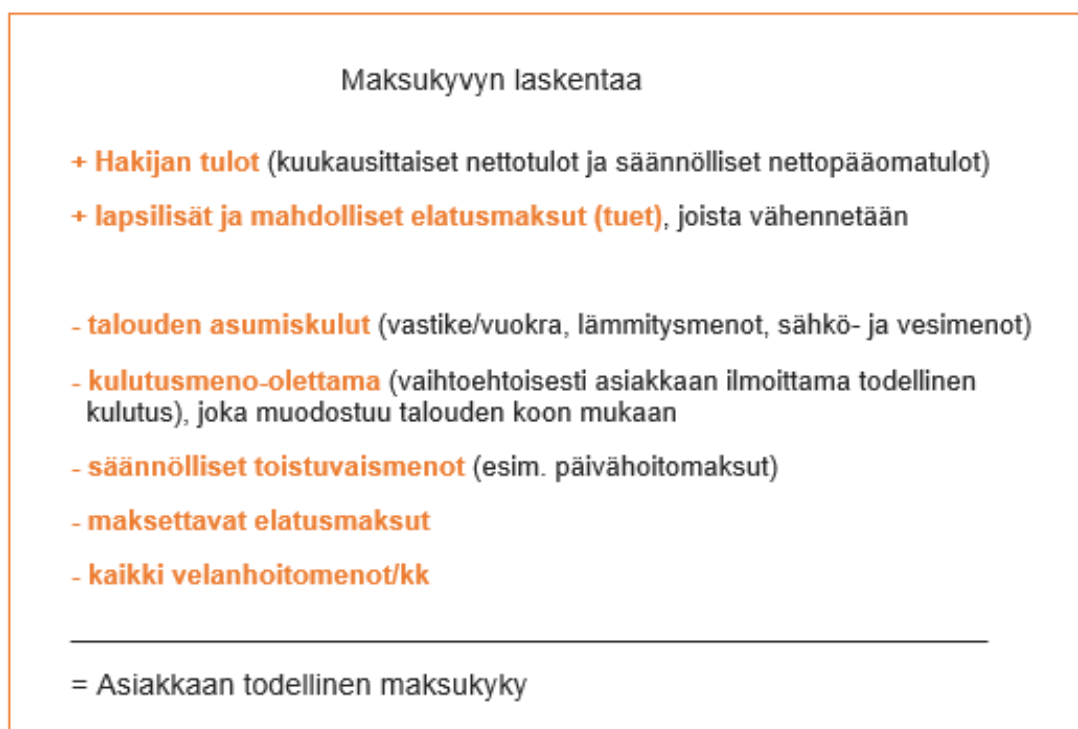 Maksukyvyn laskentaa
+ Hakijan tulot (kuukausittaiset nettotulot ja säännölliset nettopääomatulot)
+ lapsilisät ja mahdolliset elatusmaksut (tuet), joista vähennetään
- talouden asumiskulut (vastike/vuokra, lämmitysmenot, sähkö- ja vesimenot)
- kulutusmeno-olettama (vaihtoehtoisesti asiakkaan ilmoittama todellinen
kulutus), joka muodostuu talouden koon mukaan
- säännölliset toistuvaismenot (esim. päivähoitomaksut)
- maksettavat elatusmaksut
- kaikki velanhoitomenot/kk
= Asiakkaan todellinen maksukyky